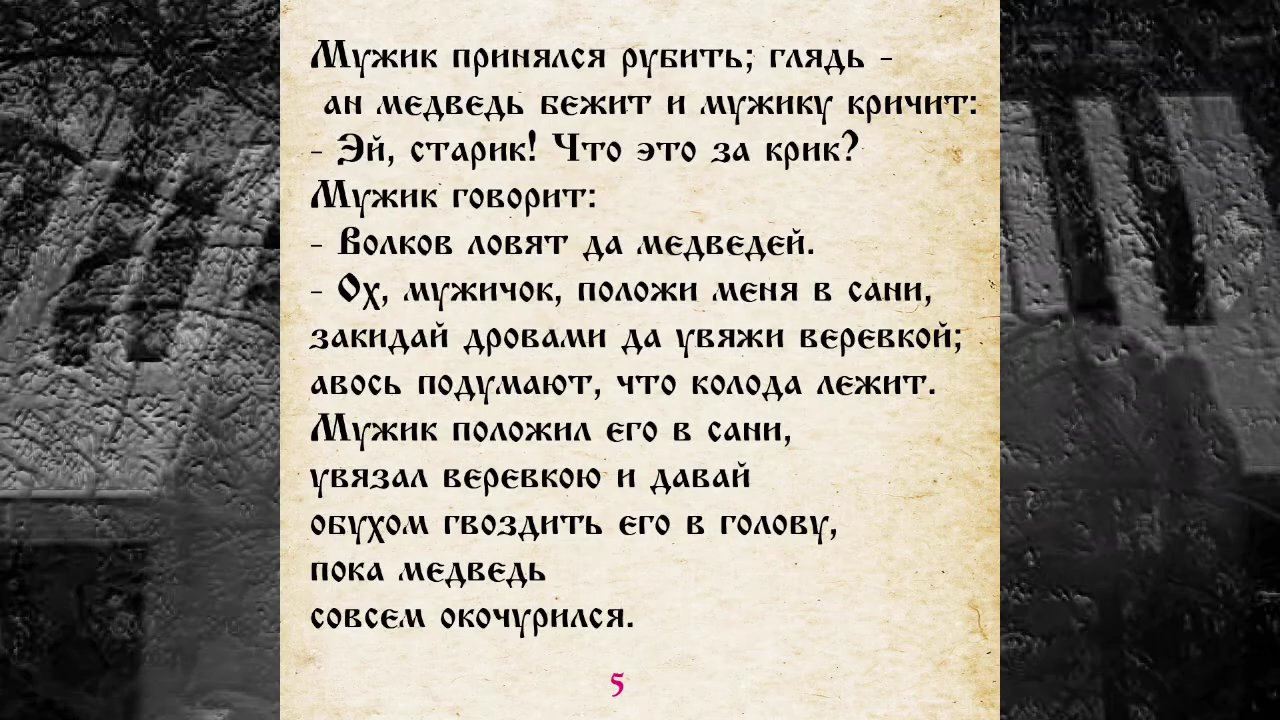 Мужик принялся рубить; глядь -
ан медведь бежит и мужику кричит:
- Эй, старик! Что это за крик?
Мужик говорит:
- Волков ловят да медведей.
- Ох, мужичок, положи меня в сани,
закидай дровами да увяжи веревкой;
авось подумают, что колода лежит.
Мужик положил его в сани,
увязал веревкою и давай
обухом гвоздить его в голову,
пока медведь
совсем окочурился.
5